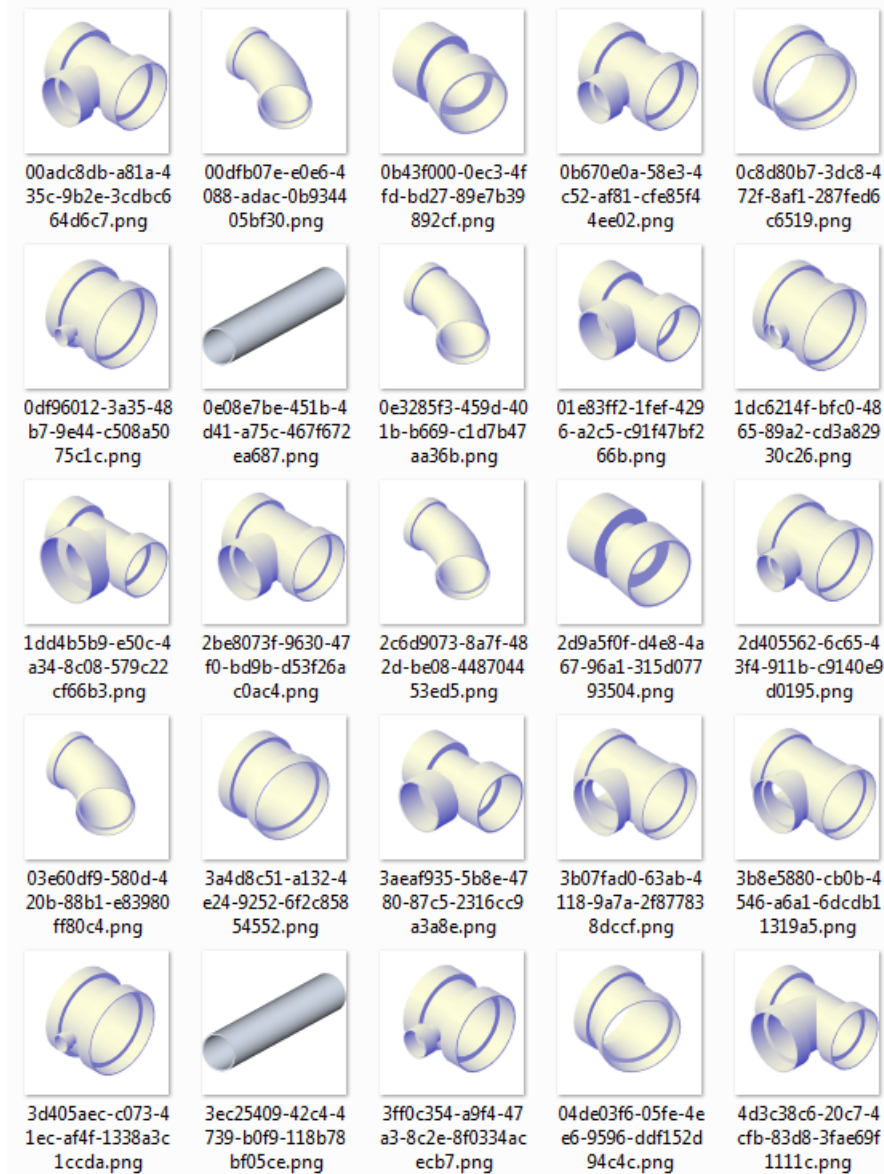 00adc8db-a81a-4
35c-9b2e-3cdbc6
64d6c7.png
00dfb07e-e0e6-4
088-adac-0b9344
05bf30.png
0b43f000-0ec3-4f
fd-bd27-89e7b39
892cf.png
0b670e0a-58e3-4
c52-af81-cfe85f4
4ee02.png
0c8d80b7-3dc8-4
72f-8af1-287fed6
c6519.png
0df96012-3a35-48
b7-9e44-c508a50
75c1c.png
0e08e7be-451b-4
d41-a75c-467f672
ea687.png
0e3285f3-459d-40
1b-b669-c1d7b47
aa36b.png
01e83ff2-1fef-429
6-a2c5-c91f47bf2
66b.png
1dc6214f-bfc0-48
65-89a2-cd3a829
30c26.png
1dd4b5b9-e50c-4
a34-8c08-579c22
cf66b3.png
2be8073f-9630-47
f0-bd9b-d53f26a
c0ac4.png
2c6d9073-8a7f-48
2d-be08-4487044
53ed5.png
2d9a5f0f-d4e8-4a
67-96a1-315d077
93504.png
2d405562-6c65-4
3f4-911b-c9140e9
d0195.png
03e60df9-580d-4
20b-88b1-e83980
ff80c4.png
3a4d8c51-a132-4
e24-9252-6f2c858
54552.png
3aeaf935-5b8e-47
80-87c5-2316cc9
a3a8e.png
3b07fad0-63ab-4
118-9a7a-2f87783
8dccf.png
3b8e5880-cb0b-4
546-a6a1-6dcdb1
1319a5.png
3d405aec-c073-4
1ec-af4f-1338a3c
1ccda.png
3ec25409-42c4-4
739-b0f9-118b78
bf05ce.png
3ff0c354-a9f4-47
a3-8c2e-8f0334ac
ecb7.png
04de03f6-05fe-4e
e6-9596-ddf152d
94c4c.png
4d3c38c6-20c7-4
cfb-83d8-3fae69f
1111c.png